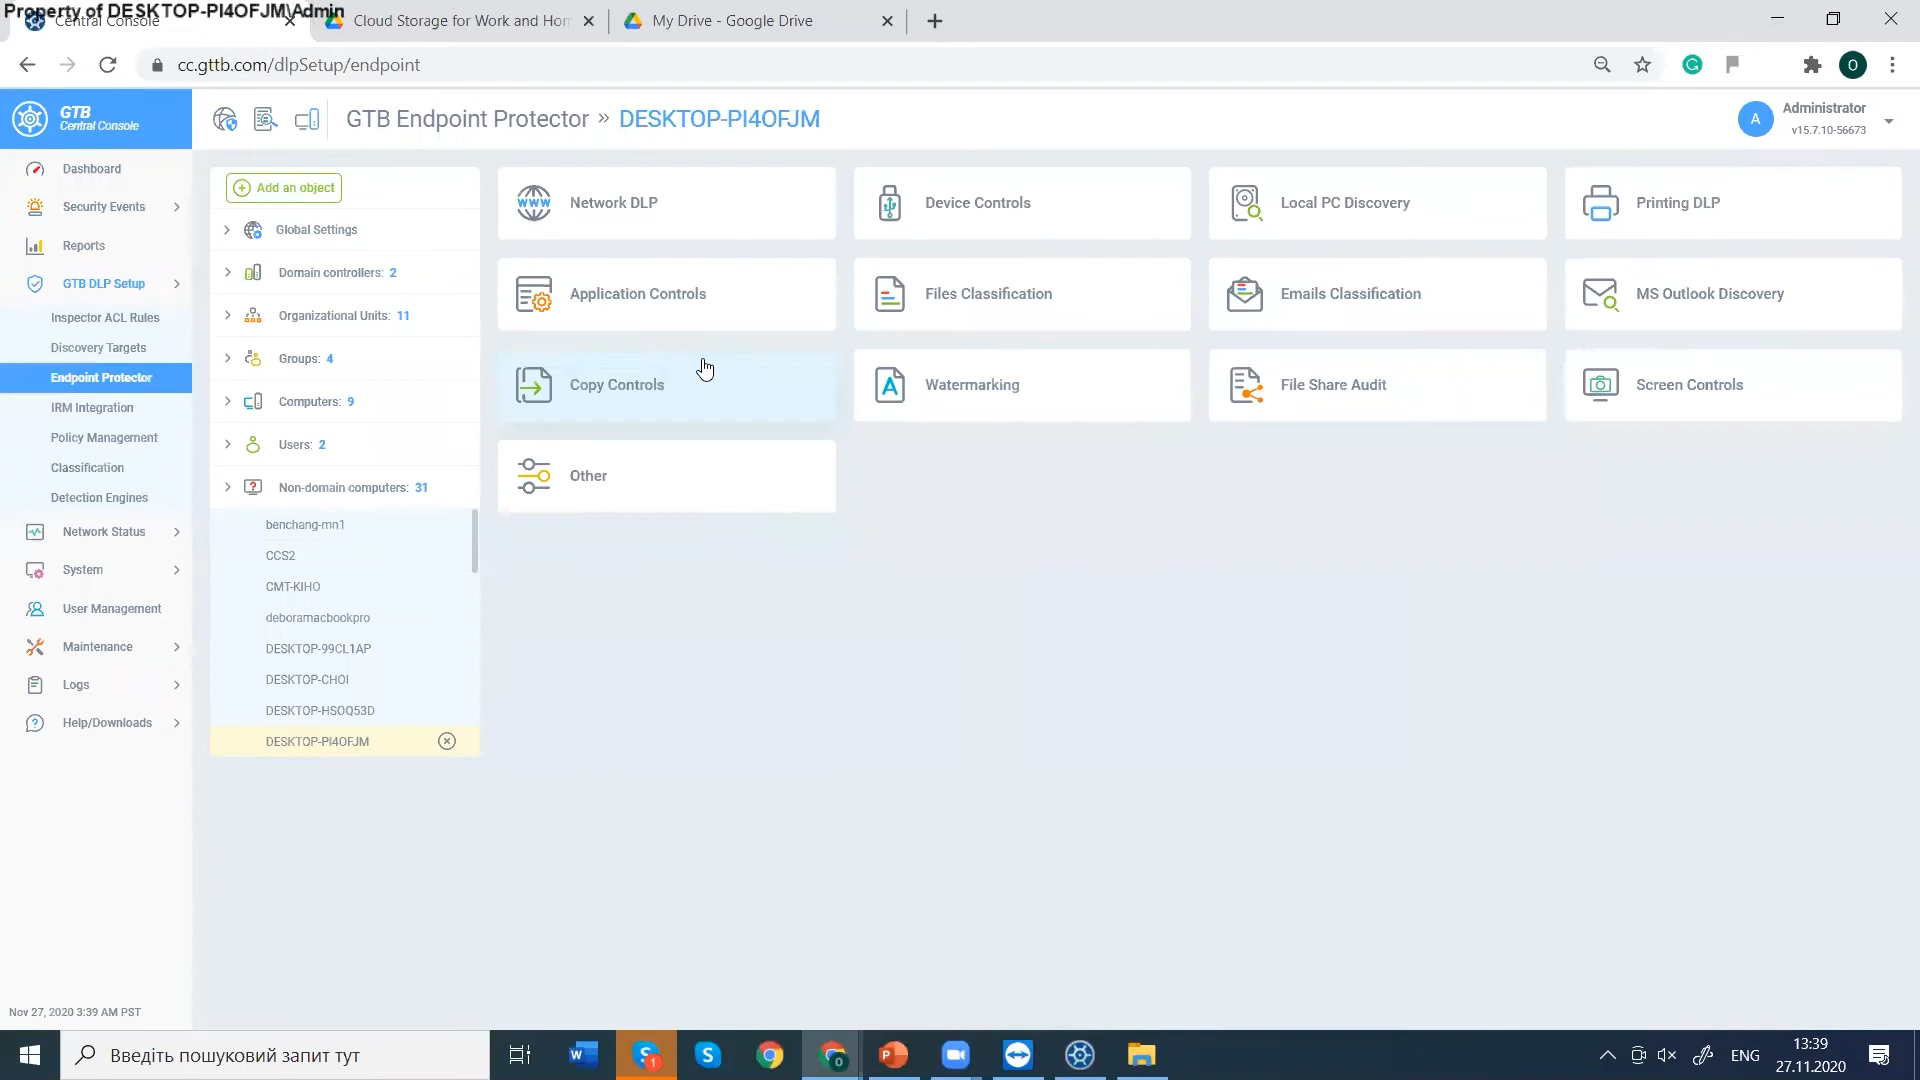 Property of DESKTOP-PI4OFJM\Admin
Central Console
Cloud Storage for Work and Hom
My Drive - Google Drive
cc.gttb.com/dlpSetup/endpoint
GTB
Central Console
GTB Endpoint Protector » DESKTOP-PI4OFJM
A
Administrator
v15.7.10-56673
Dashboard
Security Events
Reports
GTB DLP Setup
Inspector ACL Rules
Discovery Targets
Endpoint Protector
IRM Integration
Policy Management
Classification
Detection Engines
Network Status
System
User Management
Maintenance
Logs
Help/Downloads
Nov 27, 2020 3:39 AM PST
Add an object
Global Settings
Domain controllers: 2
Organizational Units: 11
Groups: 4
Computers: 9
Users: 2
Non-domain computers: 31
benchang-mn1
CCS2
CMT-KIHO
deboramacbookpro
DESKTOP-99CL1AP
DESKTOP-CHOI
DESKTOP-HSOQ53D
DESKTOP-PI4OFJM
WWW
Network DLP
Device Controls
Local PC Discovery
Printing DLP
Application Controls
Files Classification
Emails Classification
MS Outlook Discovery
Copy Controls
Watermarking
File Share Audit
Screen Controls
Other
Введіть пошуковий запит тут
ENG
13:39
27.11.2020